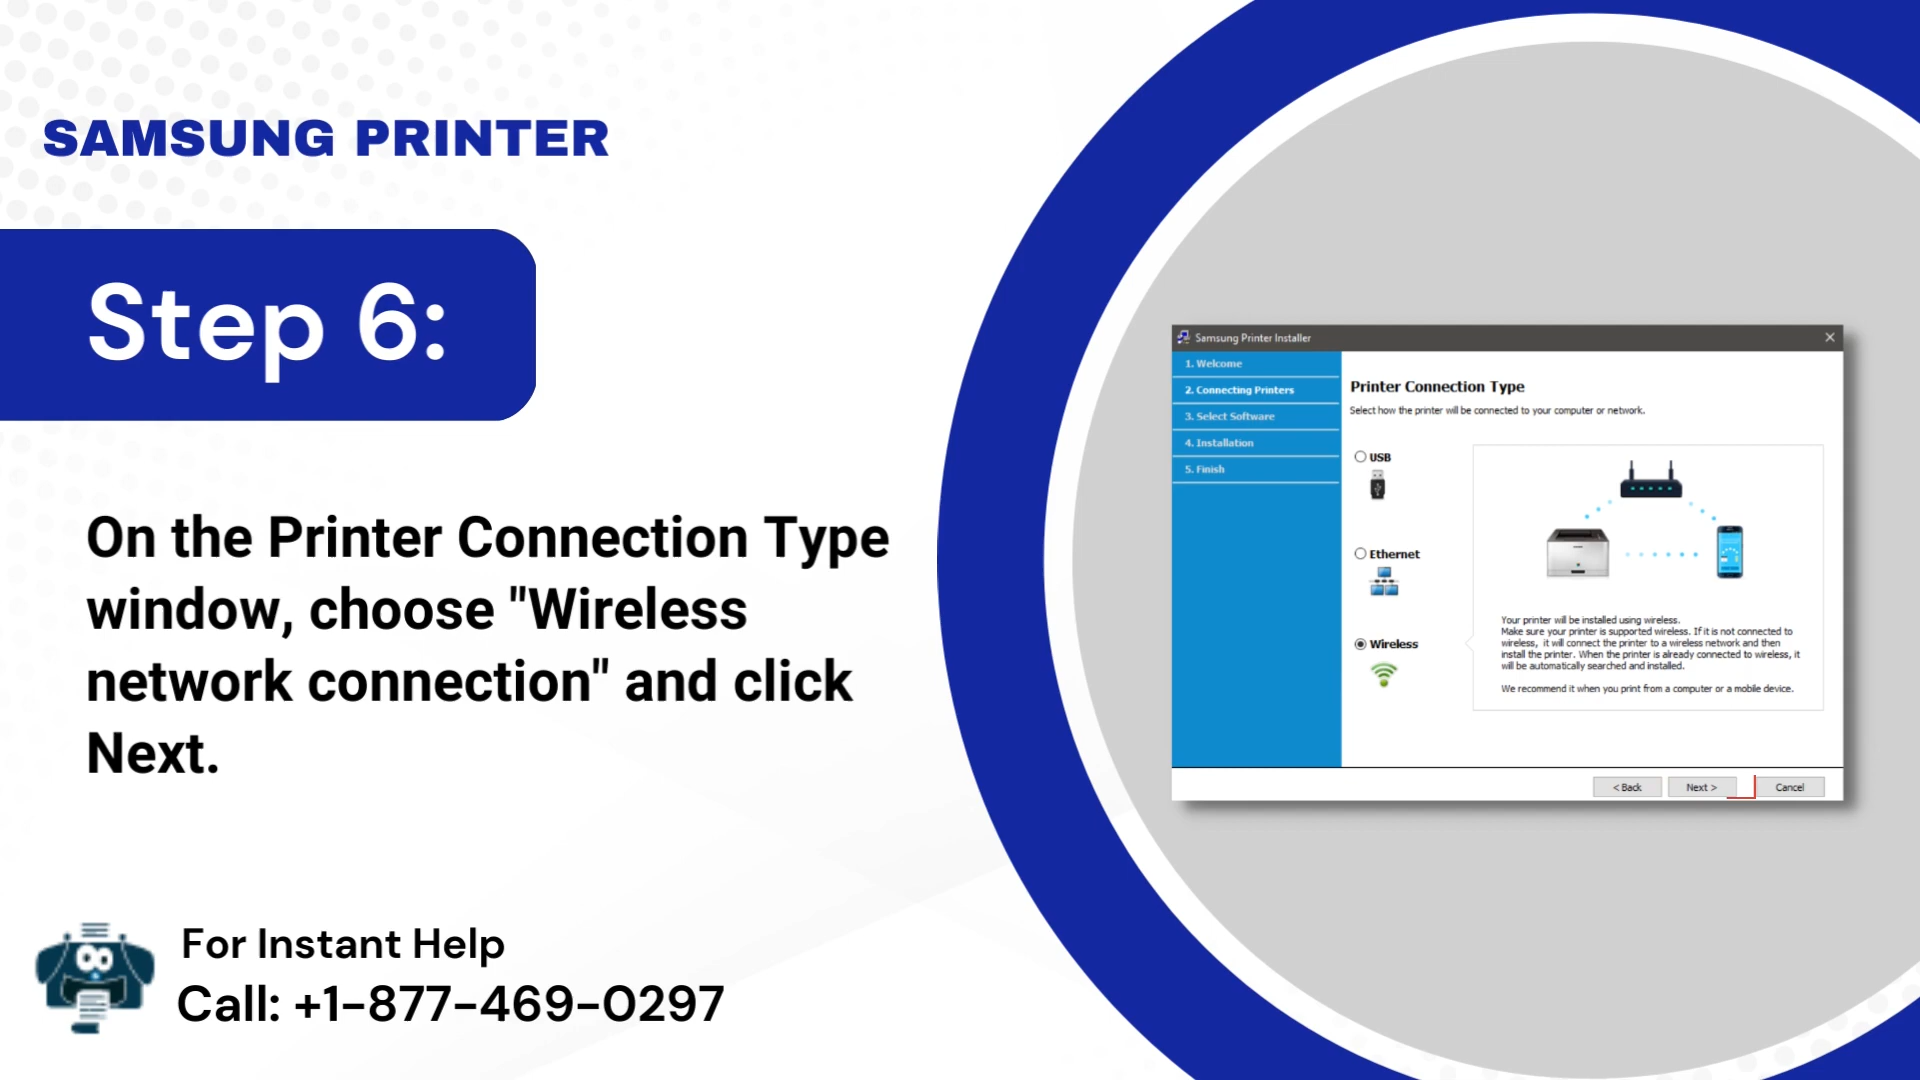 SAMSUNG PRINTER
Step 6:
On the Printer Connection Type
window, choose "Wireless
network connection" and click
Next.
For Instant Help
Call: +1-877-469-0297
Samsung Printer Installer
1. Welcome
2. Connecting Printers
3. Select Software
4. Installation
5. Finish
Printer Connection Type
Select how the printer will be connected to your computer or network.
USB
Ethernet
Wireless
Your printer will be installed using wireless.
Make sure your printer is supported wireless. If it is not connected to
wireless, it will connect the printer to a wireless network and then
install the printer. When the printer is already connected to wireless, it
will be automatically searched and installed.
We recommend it when you print from a computer or a mobile device.
< Back
Next >
Cancel